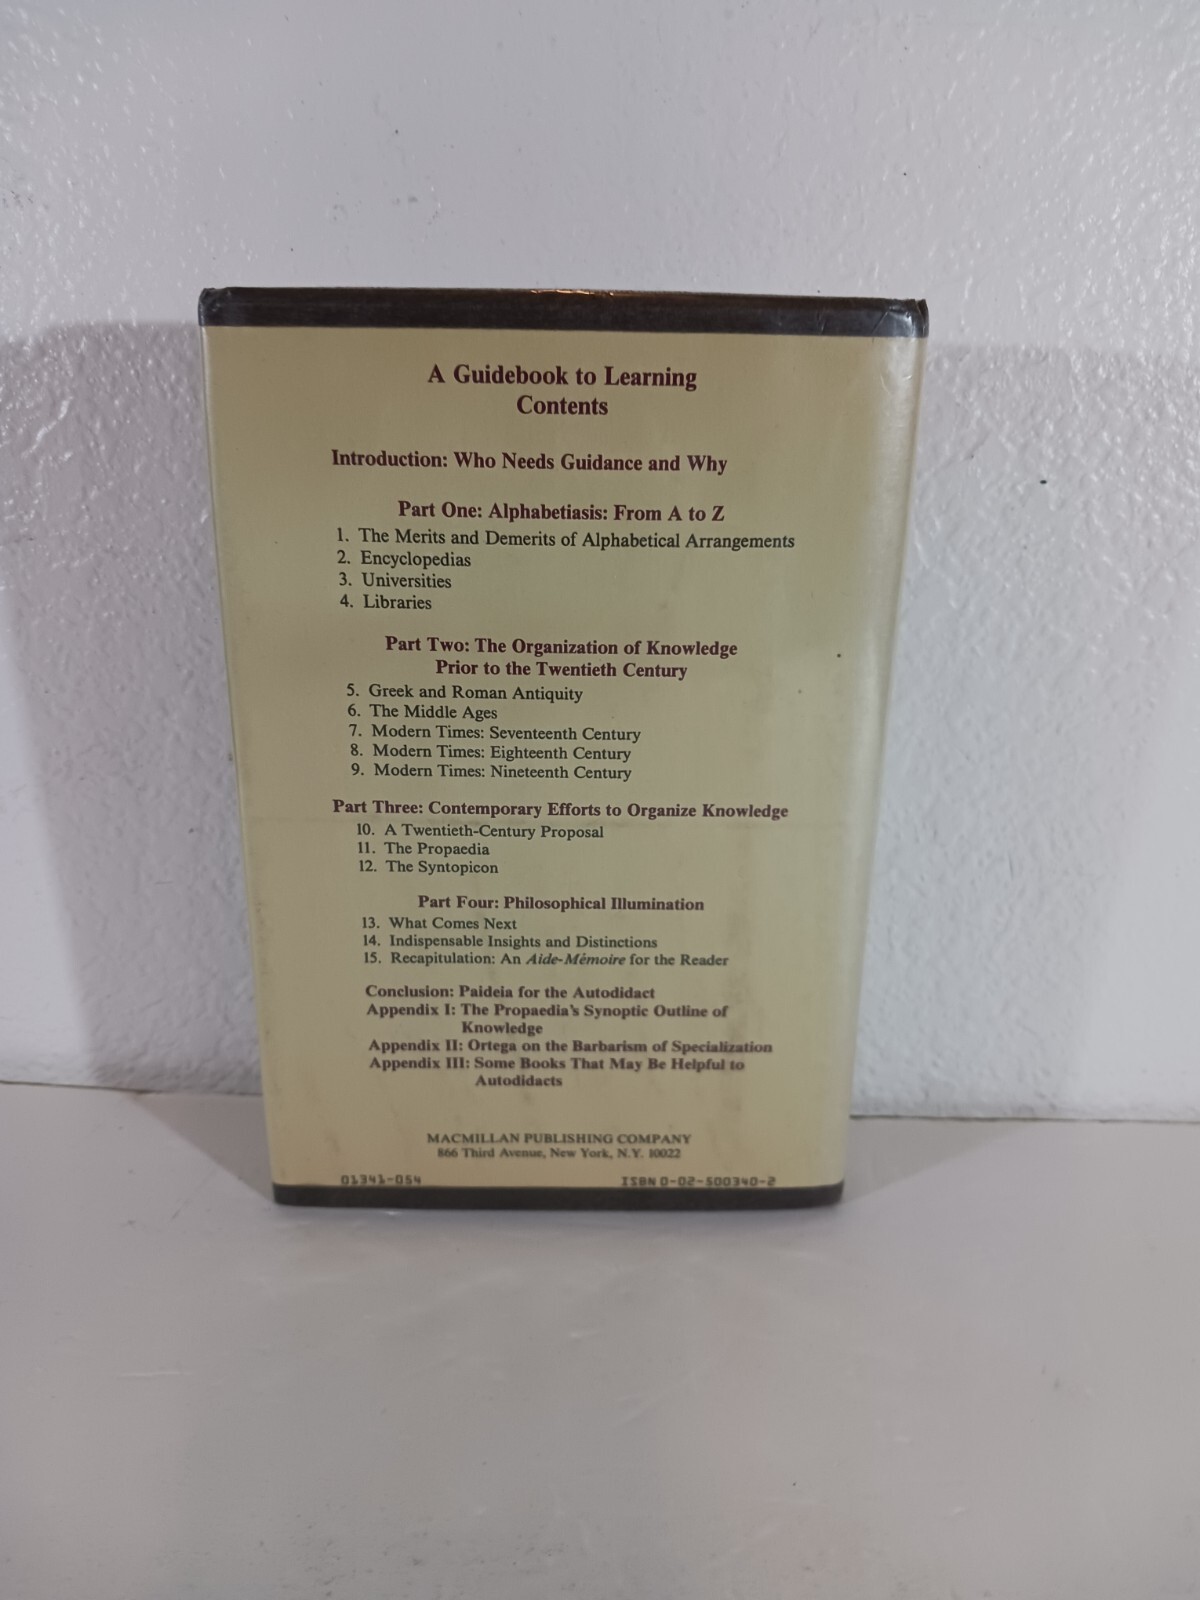 A Guidebook to Learning
Contents
Introduction: Who Needs Guidance and Why
Part One: Alphabetiasis: From A to Z
1. The Merits and Demerits of Alphabetical Arrangements
2. Encyclopedias
3. Universities
4. Libraries
Part Two: The Organization of Knowledge
Prior to the Twentieth Century
5. Greek and Roman Antiquity
6. The Middle Ages
7. Modern Times: Seventeenth Century
8. Modern Times: Eighteenth Century
9. Modern Times: Nineteenth Century
Part Three: Contemporary Efforts to Organize Knowledge
10. A Twentieth-Century Proposal
11. The Propaedia
12. The Syntopicon
Part Four: Philosophical Illumination
13. What Comes Next
14. Indispensable Insights and Distinctions
15. Recapitulation: An Aide-Mémoire for the Reader
Conclusion: Paideia for the Autodidact
Appendix I: The Propaedia's Synoptic Outline of
Knowledge
Appendix II: Ortega on the Barbarism of Specialization
Appendix III: Some Books That May Be Helpful to
Autodidacts
MACMILLAN PUBLISHING COMPANY
866 Third Avenue, New York, N.Y. 10022
01341-054 ISBN 0-02-500340-2